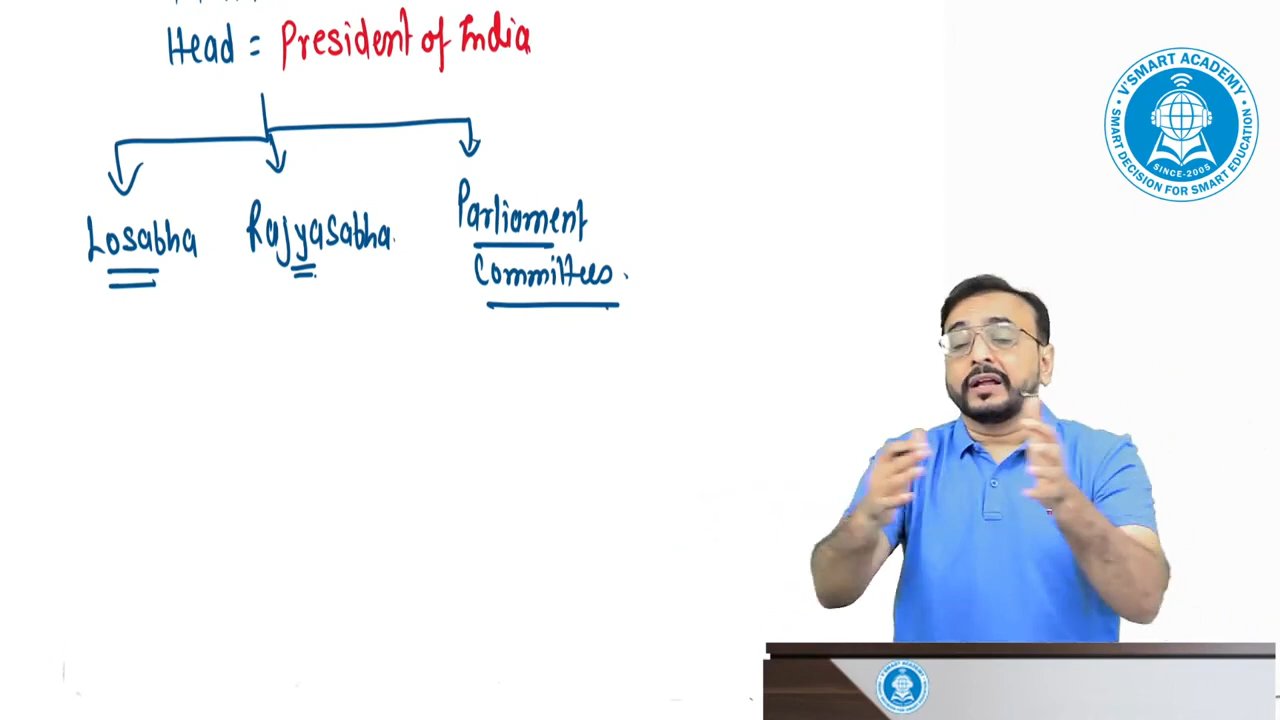 Head = President of India
Losabha Rajyasabha.
Parliament
Committees.
V'SMART ACADEMY
SINCE-2005
SMART DECISION FOR SMART EDUCATION